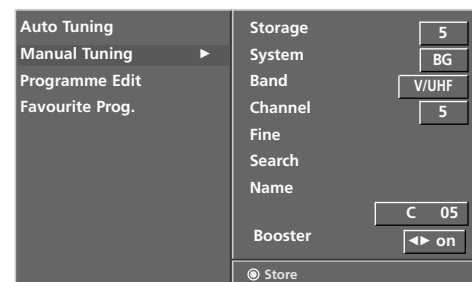 Auto Tuning
Manual Tuning ►
Programme Edit
Favourite Prog.
Storage 5
System BG
Band V/UHF
Channel 5
Fine
Search
Name
C 05
Booster ◄► on
◉ Store